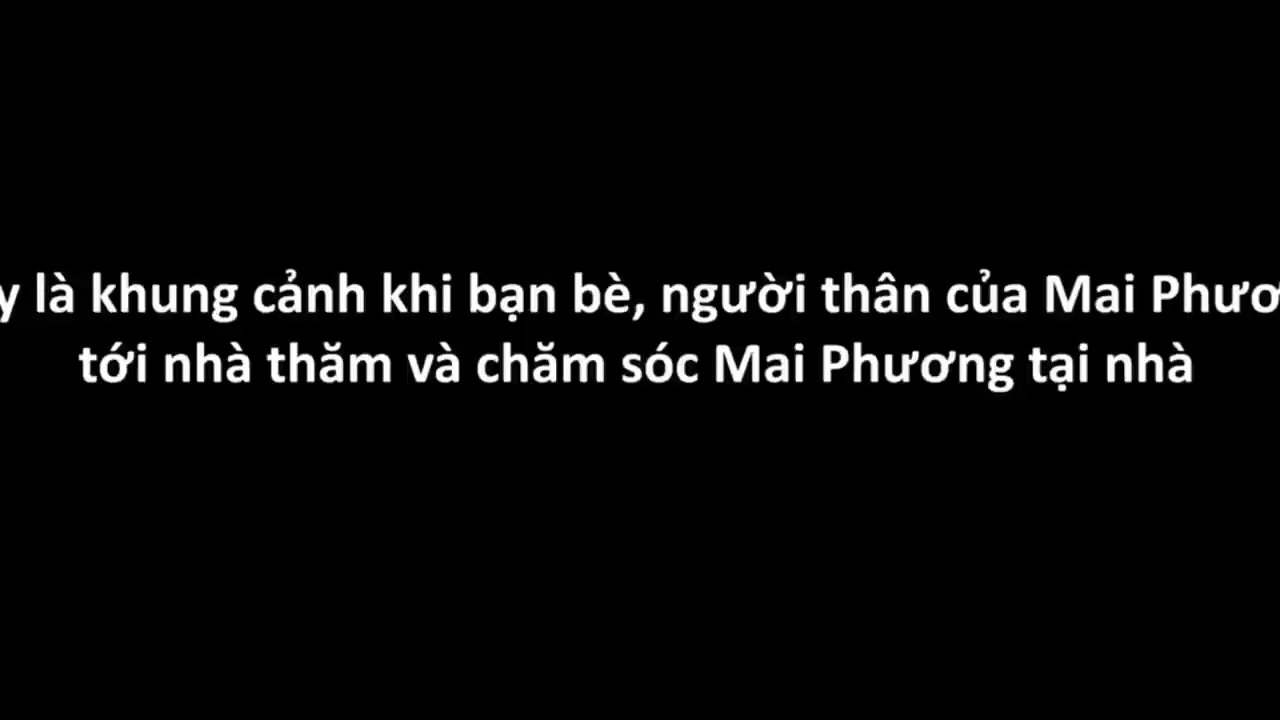 y là khung cảnh khi bạn bè, người thân của Mai Phươ
tới nhà thăm và chăm sóc Mai Phương tại nhà